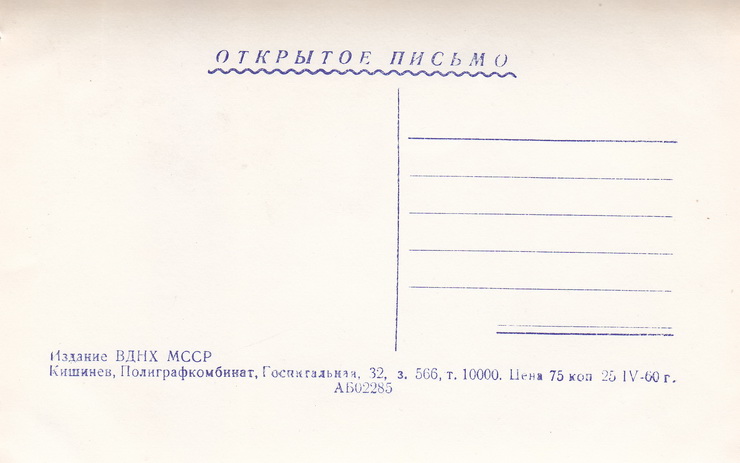 ОТКРЫТОЕ ПИСЬМО
Издание ВДНХ МССР
Кишинев, Полиграфкомбинат, Госпитальная, 32, з. 566, т. 10000. Цена 75 коп 25 IV-60 г.
АБ02285